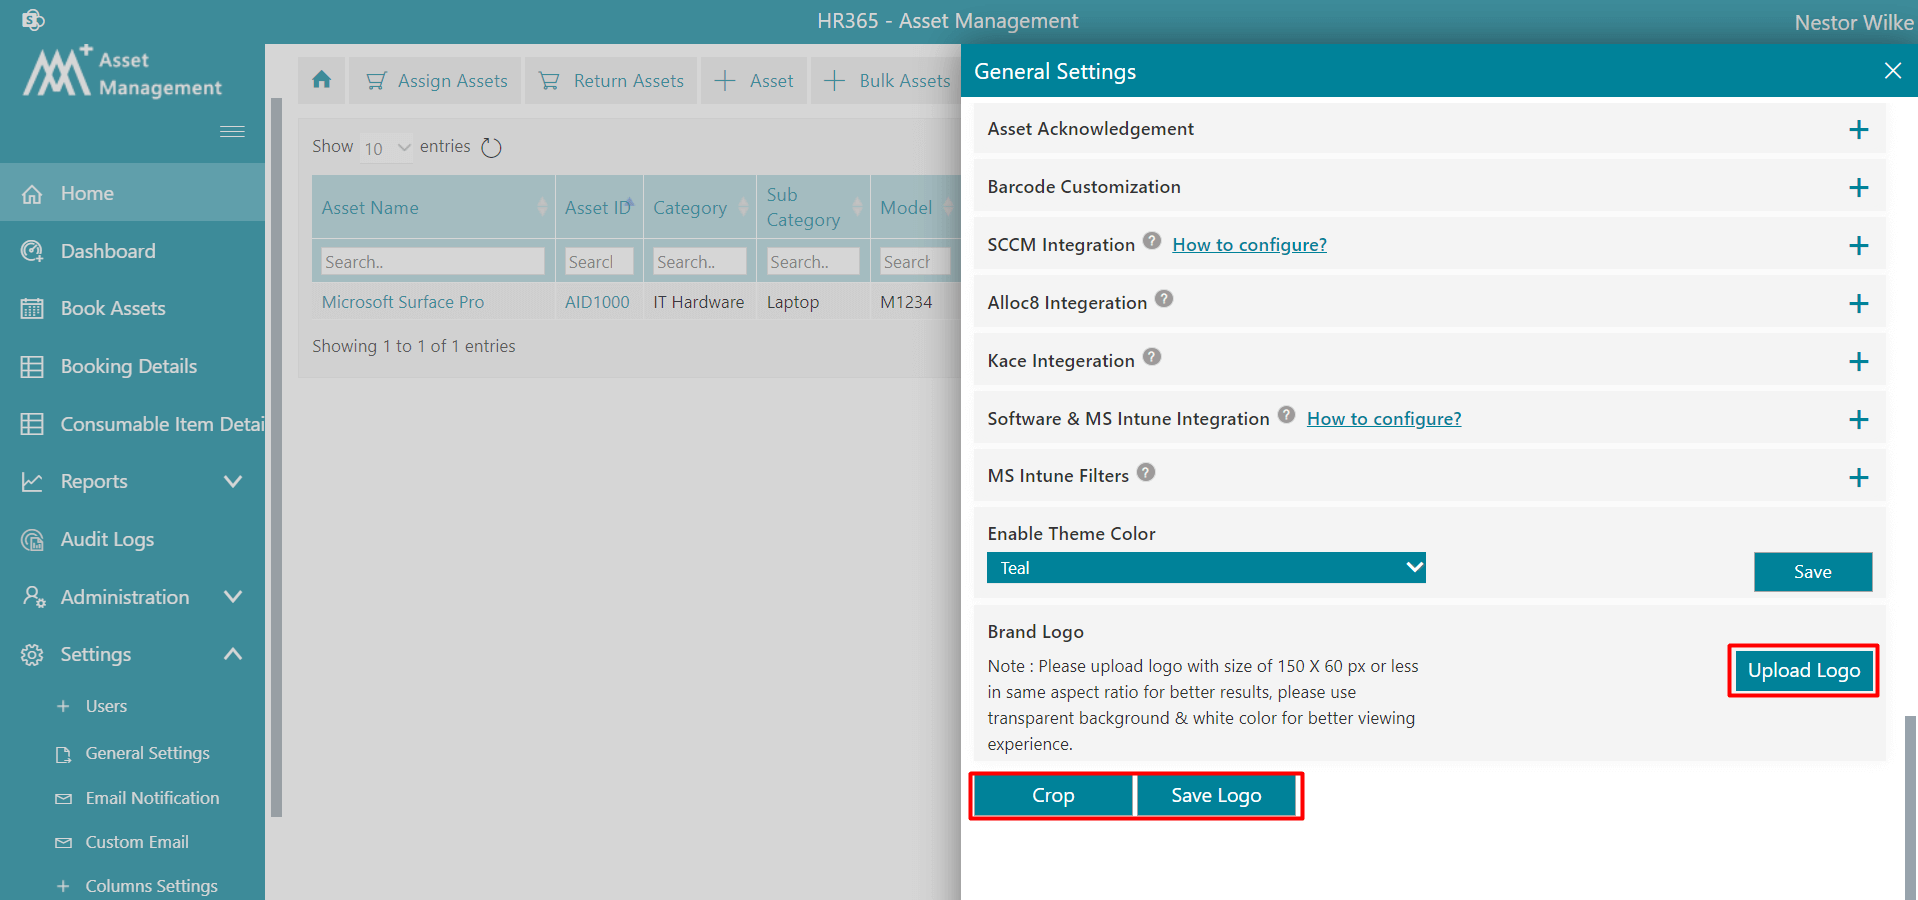 HR365 - Asset Management
Nestor Wilke
Asset
Management
Home
Dashboard
Book Assets
Booking Details
Consumable Item Detai
Reports
Audit Logs
Administration
Settings
Users
General Settings
Email Notification
Custom Email
Columns Settings
Assign Assets
Return Assets
Asset
Bulk Assets
Show 10 entries
Asset Name
Asset ID
Category
Sub
Category
Model
Search..
Search
Search..
Search..
Search
Microsoft Surface Pro
AID1000
IT Hardware
Laptop
M1234
Showing 1 to 1 of 1 entries
General Settings
Asset Acknowledgement
Barcode Customization
SCCM Integration ? How to configure?
Alloc8 Integeration ?
Kace Integeration ?
Software & MS Intune Integration ? How to configure?
MS Intune Filters ?
Enable Theme Color
Teal
Save
Brand Logo
Note : Please upload logo with size of 150 X 60 px or less
in same aspect ratio for better results, please use
transparent background & white color for better viewing
experience.
Upload Logo
Crop
Save Logo